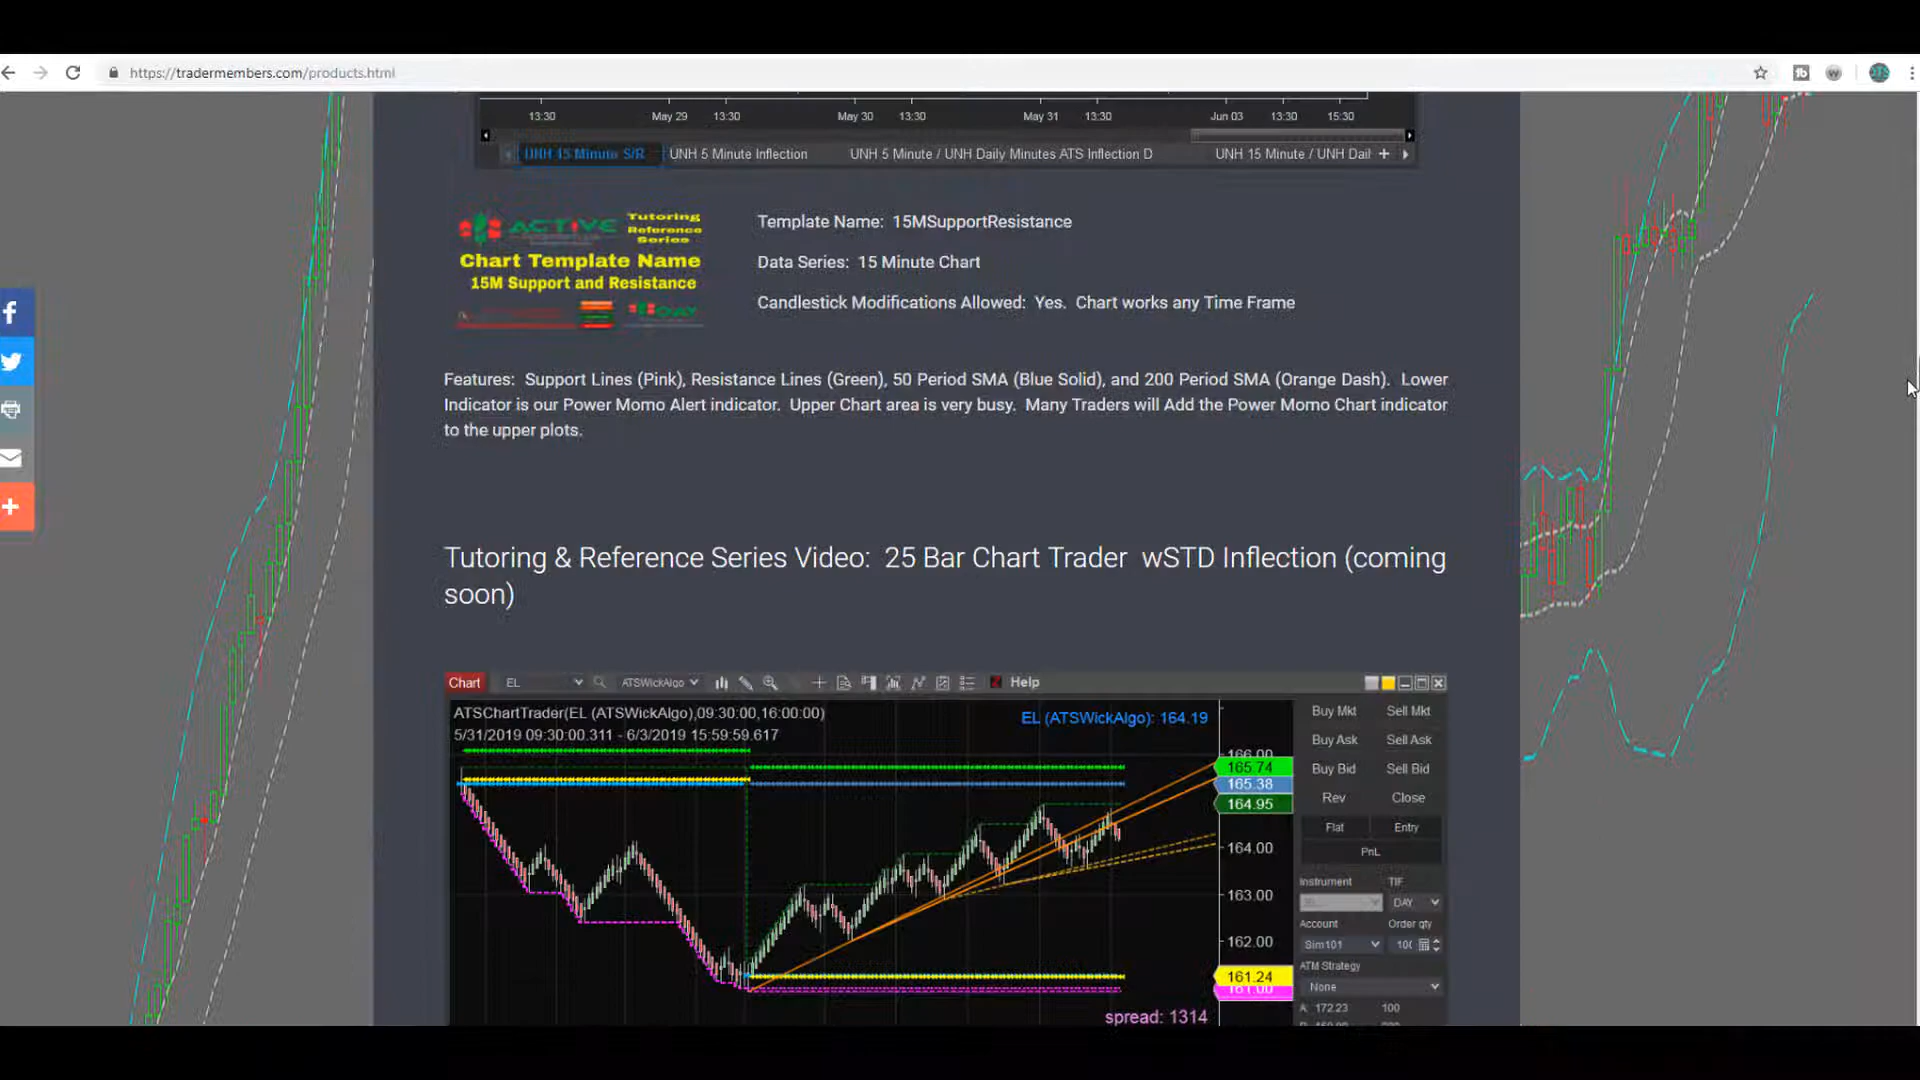 https://tradermembers.com/products.html
13:30 May 29 13:30 May 30 13:30 May 31 13:30 Jun 03 13:30 15:30
UNH 15 Minute S/R UNH 5 Minute Inflection UNH 5 Minute / UNH Daily Minutes ATS Inflection D UNH 15 Minute / UNH Dail
ACTIVE
Tutoring
Reference
Series
Chart Template Name
15M Support and Resistance
Template Name: 15MSupportResistance
Data Series: 15 Minute Chart
Candlestick Modifications Allowed: Yes. Chart works any Time Frame
Features: Support Lines (Pink), Resistance Lines (Green), 50 Period SMA (Blue Solid), and 200 Period SMA (Orange Dash). Lower
Indicator is our Power Momo Alert indicator. Upper Chart area is very busy. Many Traders will Add the Power Momo Chart indicator
to the upper plots.
Tutoring & Reference Series Video: 25 Bar Chart Trader wSTD Inflection (coming
soon)
Chart EL ATSWickAlgo Help
ATSChartTrader(EL (ATSWickAlgo),09:30:00,16:00:00)
5/31/2019 09:30:00.311 - 6/3/2019 15:59:59.617
EL (ATSWickAlgo): 164.19
166.00
165.74
165.38
164.95
164.00
163.00
162.00
161.24
161.00
spread: 1314
Buy Mkt Sell Mkt
Buy Ask Sell Ask
Buy Bid Sell Bid
Rev Close
Flat Entry
PnL
Instrument TIF
DAY
Account Order qty
Sim101 100
ATM Strategy
None
A: 172.23 100